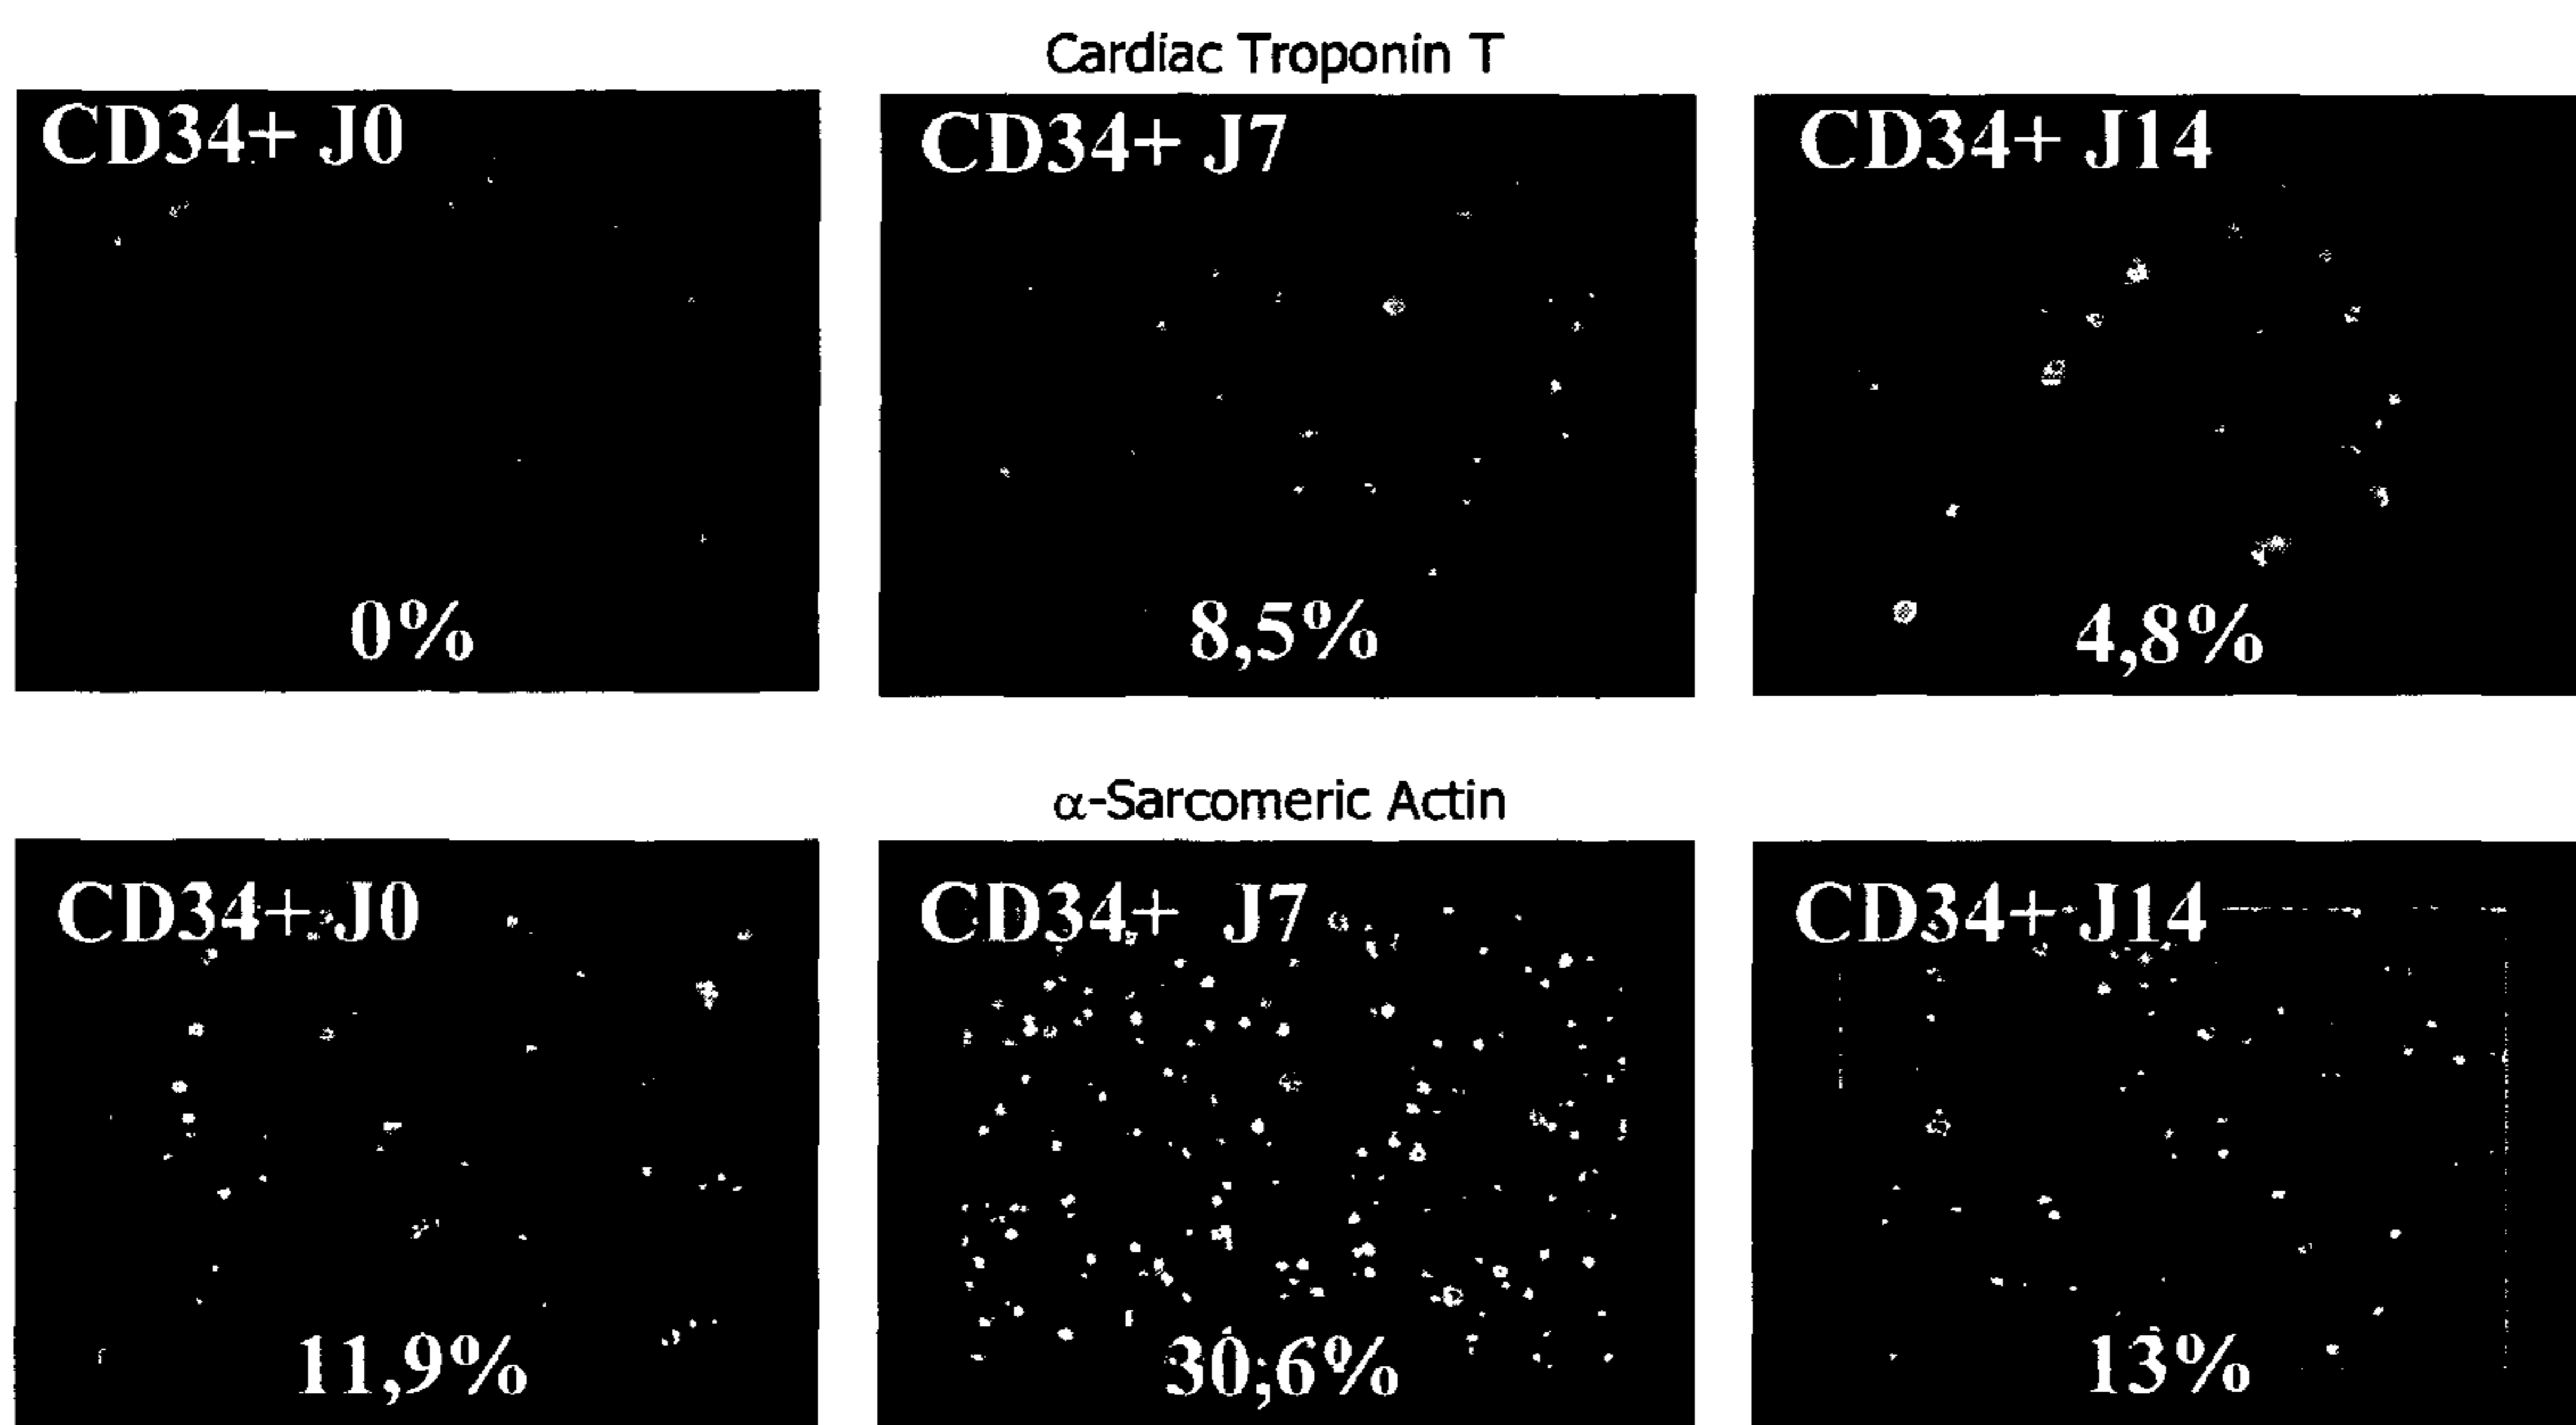 Cardiac Troponin T
CD34+ J0
CD34+ J7
CD34+ J14
0%
8,5%
4,8%
α-Sarcomeric Actin
CD34+ J0
CD34+ J7
CD34+ J14
11,9%
30;6%
13%